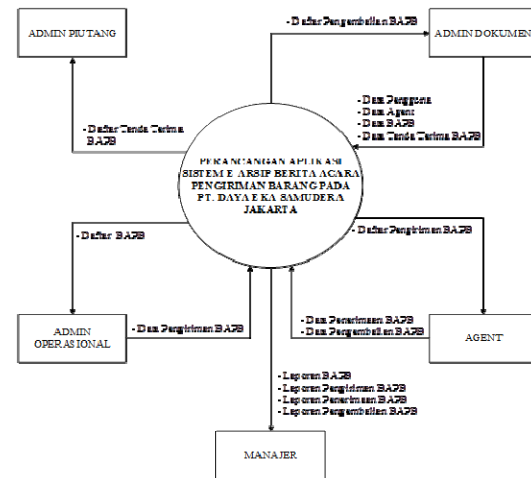 - Daftar Pengembalian BAPB
ADMIN PIUTANG
ADMIN DOKUMEN
- Data Pengguna
- Data Agent
- Data BAPB
- Data Tanda Terima BAPB
- Daftar Tanda Terima
BAPB
PERANCANGAN APLIKASI
SISTEM E ARSIP BERITA ACARA
PENGIRIMAN BARANG PADA
PT. DAYA EKA SAMUDERA
JAKARTA
- Daftar BAPB
- Daftar Pengiriman BAPB
ADMIN
OPERASIONAL
- Data Pengiriman BAPB
- Data Penerimaan BAPB
- Data Pengembalian BAPB
AGENT
- Laporan BAPB
- Laporan Pengiriman BAPB
- Laporan Penerimaan BAPB
- Laporan Pengembalian BAPB
MANAJER